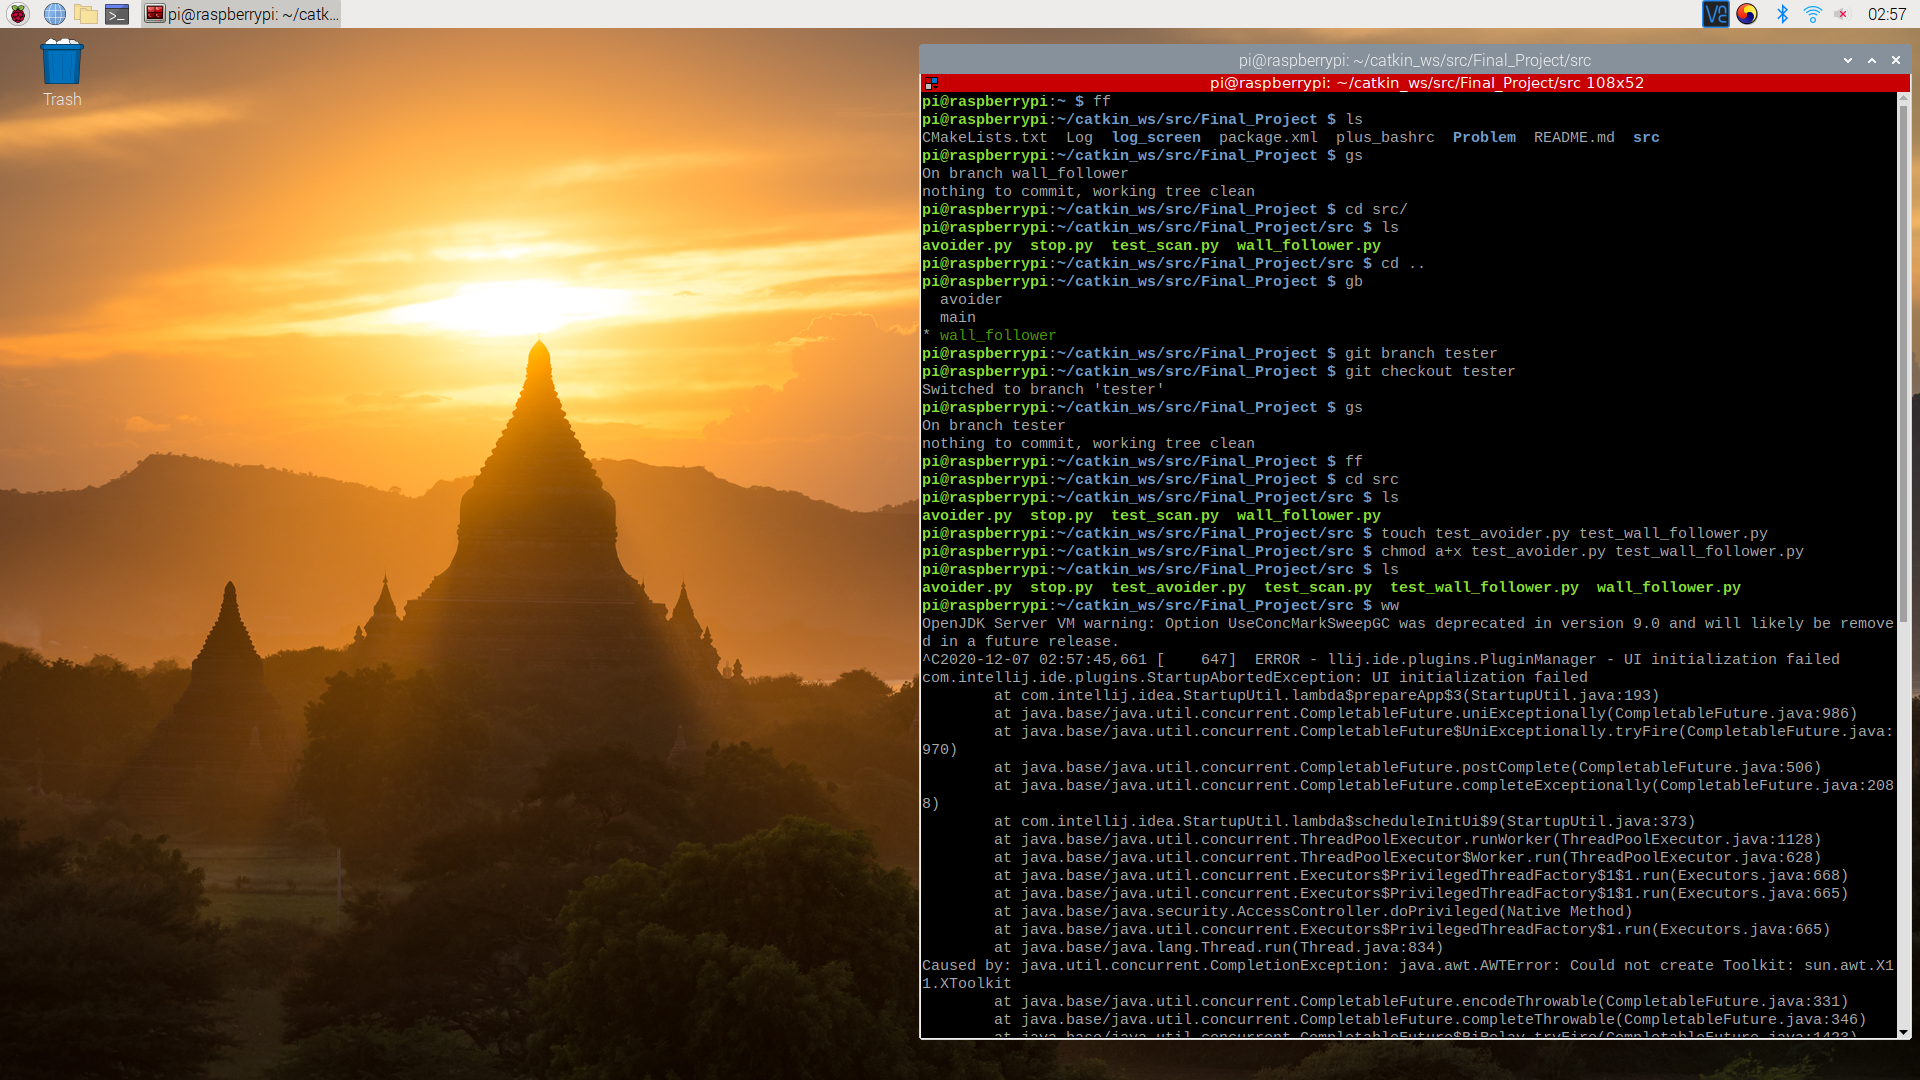 pi@raspberrypi: ~/catk...
02:57
Trash
pi@raspberrypi: ~/catkin_ws/src/Final_Project/src
pi@raspberrypi: ~/catkin_ws/src/Final_Project/src 108x52
pi@raspberrypi:~ $ ff
pi@raspberrypi:~/catkin_ws/src/Final_Project $ ls
CMakeLists.txt  Log  log_screen  package.xml  plus_bashrc  Problem  README.md  src
pi@raspberrypi:~/catkin_ws/src/Final_Project $ gs
On branch wall_follower
nothing to commit, working tree clean
pi@raspberrypi:~/catkin_ws/src/Final_Project $ cd src/
pi@raspberrypi:~/catkin_ws/src/Final_Project/src $ ls
avoider.py  stop.py  test_scan.py  wall_follower.py
pi@raspberrypi:~/catkin_ws/src/Final_Project/src $ cd ..
pi@raspberrypi:~/catkin_ws/src/Final_Project $ gb
  avoider
  main
* wall_follower
pi@raspberrypi:~/catkin_ws/src/Final_Project $ git branch tester
pi@raspberrypi:~/catkin_ws/src/Final_Project $ git checkout tester
Switched to branch 'tester'
pi@raspberrypi:~/catkin_ws/src/Final_Project $ gs
On branch tester
nothing to commit, working tree clean
pi@raspberrypi:~/catkin_ws/src/Final_Project $ ff
pi@raspberrypi:~/catkin_ws/src/Final_Project $ cd src
pi@raspberrypi:~/catkin_ws/src/Final_Project/src $ ls
avoider.py  stop.py  test_scan.py  wall_follower.py
pi@raspberrypi:~/catkin_ws/src/Final_Project/src $ touch test_avoider.py test_wall_follower.py
pi@raspberrypi:~/catkin_ws/src/Final_Project/src $ chmod a+x test_avoider.py test_wall_follower.py
pi@raspberrypi:~/catkin_ws/src/Final_Project/src $ ls
avoider.py  stop.py  test_avoider.py  test_scan.py  test_wall_follower.py  wall_follower.py
pi@raspberrypi:~/catkin_ws/src/Final_Project/src $ ww
OpenJDK Server VM warning: Option UseConcMarkSweepGC was deprecated in version 9.0 and will likely be remove
d in a future release.
^C2020-12-07 02:57:45,661 [    647]  ERROR - llij.ide.plugins.PluginManager - UI initialization failed
com.intellij.ide.plugins.StartupAbortedException: UI initialization failed
        at com.intellij.idea.StartupUtil.lambda$prepareApp$3(StartupUtil.java:193)
        at java.base/java.util.concurrent.CompletableFuture.uniExceptionally(CompletableFuture.java:986)
        at java.base/java.util.concurrent.CompletableFuture$UniExceptionally.tryFire(CompletableFuture.java:
970)
        at java.base/java.util.concurrent.CompletableFuture.postComplete(CompletableFuture.java:506)
        at java.base/java.util.concurrent.CompletableFuture.completeExceptionally(CompletableFuture.java:208
8)
        at com.intellij.idea.StartupUtil.lambda$scheduleInitUi$9(StartupUtil.java:373)
        at java.base/java.util.concurrent.ThreadPoolExecutor.runWorker(ThreadPoolExecutor.java:1128)
        at java.base/java.util.concurrent.ThreadPoolExecutor$Worker.run(ThreadPoolExecutor.java:628)
        at java.base/java.util.concurrent.Executors$PrivilegedThreadFactory$1$1.run(Executors.java:668)
        at java.base/java.util.concurrent.Executors$PrivilegedThreadFactory$1$1.run(Executors.java:665)
        at java.base/java.security.AccessController.doPrivileged(Native Method)
        at java.base/java.util.concurrent.Executors$PrivilegedThreadFactory$1.run(Executors.java:665)
        at java.base/java.lang.Thread.run(Thread.java:834)
Caused by: java.util.concurrent.CompletionException: java.awt.AWTError: Could not create Toolkit: sun.awt.X1
1.XToolkit
        at java.base/java.util.concurrent.CompletableFuture.encodeThrowable(CompletableFuture.java:331)
        at java.base/java.util.concurrent.CompletableFuture.completeThrowable(CompletableFuture.java:346)
        at java.base/java.util.concurrent.CompletableFuture$BiRelay.tryFire(CompletableFuture.java:1423)